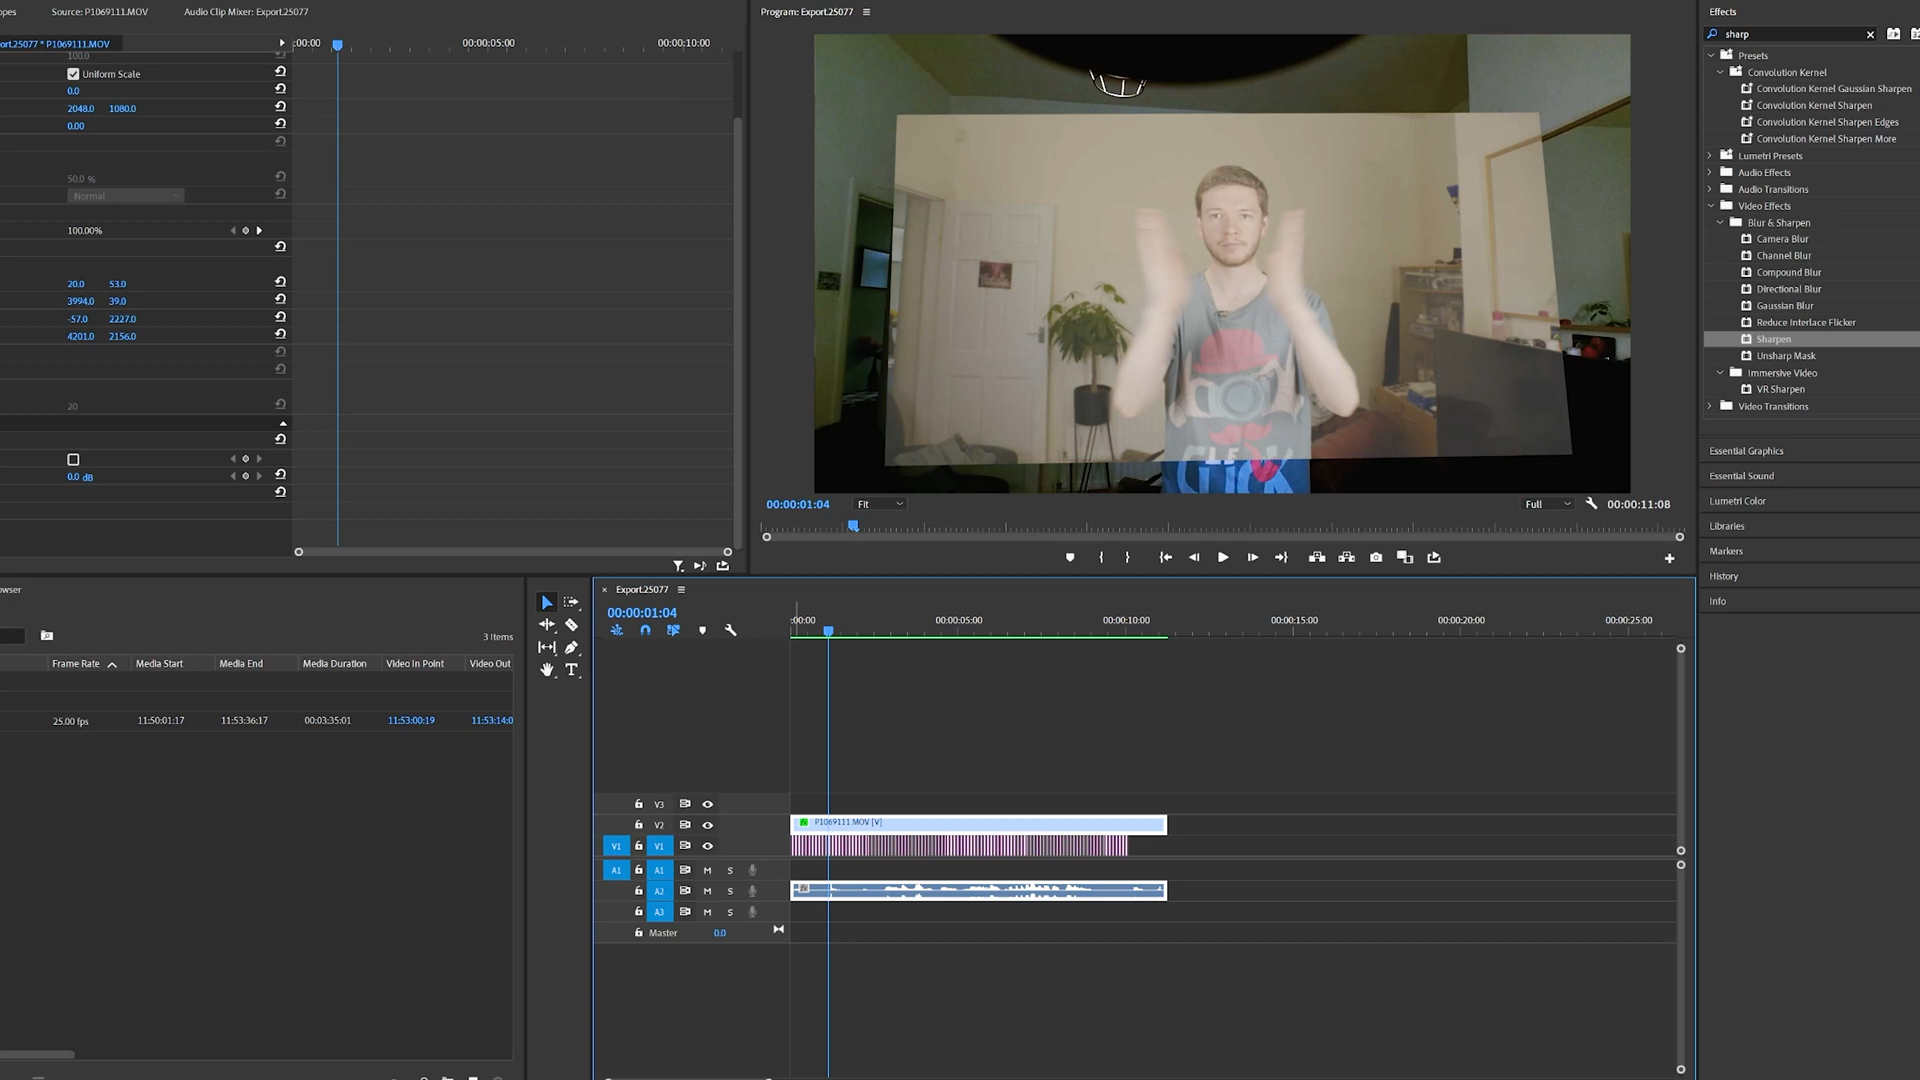 opes
Source: P1069111.MOV
Audio Clip Mixer: Export.25077
ort.25077 * P1069111.MOV
:00:00
00:00:05:00
00:00:10:00
100.0
Uniform Scale
0.0
2048.0 1080.0
0.00
50.0 %
Normal
100.00%
20.0 53.0
3994.0 39.0
-57.0 2227.0
4201.0 2156.0
20
0.0 dB
Program: Export.25077
CLICK
00:00:01:04
Fit
Full
00:00:11:08
Effects
sharp
Presets
Convolution Kernel
Convolution Kernel Gaussian Sharpen
Convolution Kernel Sharpen
Convolution Kernel Sharpen Edges
Convolution Kernel Sharpen More
Lumetri Presets
Audio Effects
Audio Transitions
Video Effects
Blur & Sharpen
Camera Blur
Channel Blur
Compound Blur
Directional Blur
Gaussian Blur
Reduce Interlace Flicker
Sharpen
Unsharp Mask
Immersive Video
VR Sharpen
Video Transitions
Essential Graphics
Essential Sound
Lumetri Color
Libraries
Markers
History
Info
owser
3 Items
Frame Rate Media Start Media End Media Duration Video In Point Video Out
25.00 fps 11:50:01:17 11:53:36:17 00:03:35:01 11:53:00:19 11:53:14:0
Export.25077
00:00:01:04
:00:00 00:00:05:00 00:00:10:00 00:00:15:00 00:00:20:00 00:00:25:00
V3
V2
fx P1069111.MOV [V]
V1 V1
A1 A1 M S
A2 M S
fx
A3 M S
Master 0.0